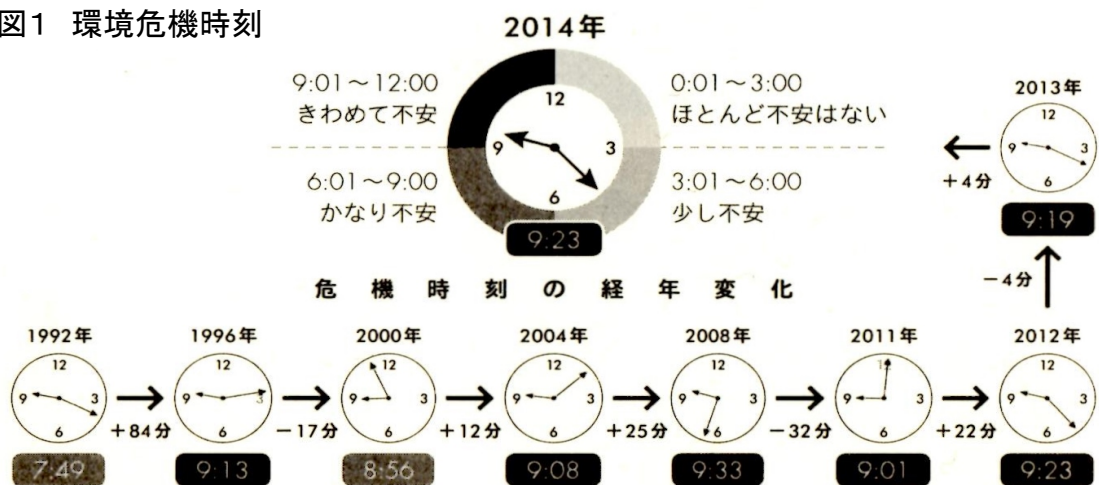 図1 環境危機時刻
2014年
9:01～12:00
きわめて不安
0:01～3:00
ほとんど不安はない
6:01～9:00
かなり不安
3:01～6:00
少し不安
12
9
3
6
9:23
2013年
12
9
3
6
+4分
9:19
−4分
危機時刻の経年変化
1992年
12
9
3
6
7:49
+84分
1996年
12
9
3
6
9:13
−17分
2000年
12
9
3
6
8:56
+12分
2004年
12
9
3
6
9:08
+25分
2008年
12
9
3
6
9:33
−32分
2011年
12
9
3
6
9:01
+22分
2012年
12
9
3
6
9:23